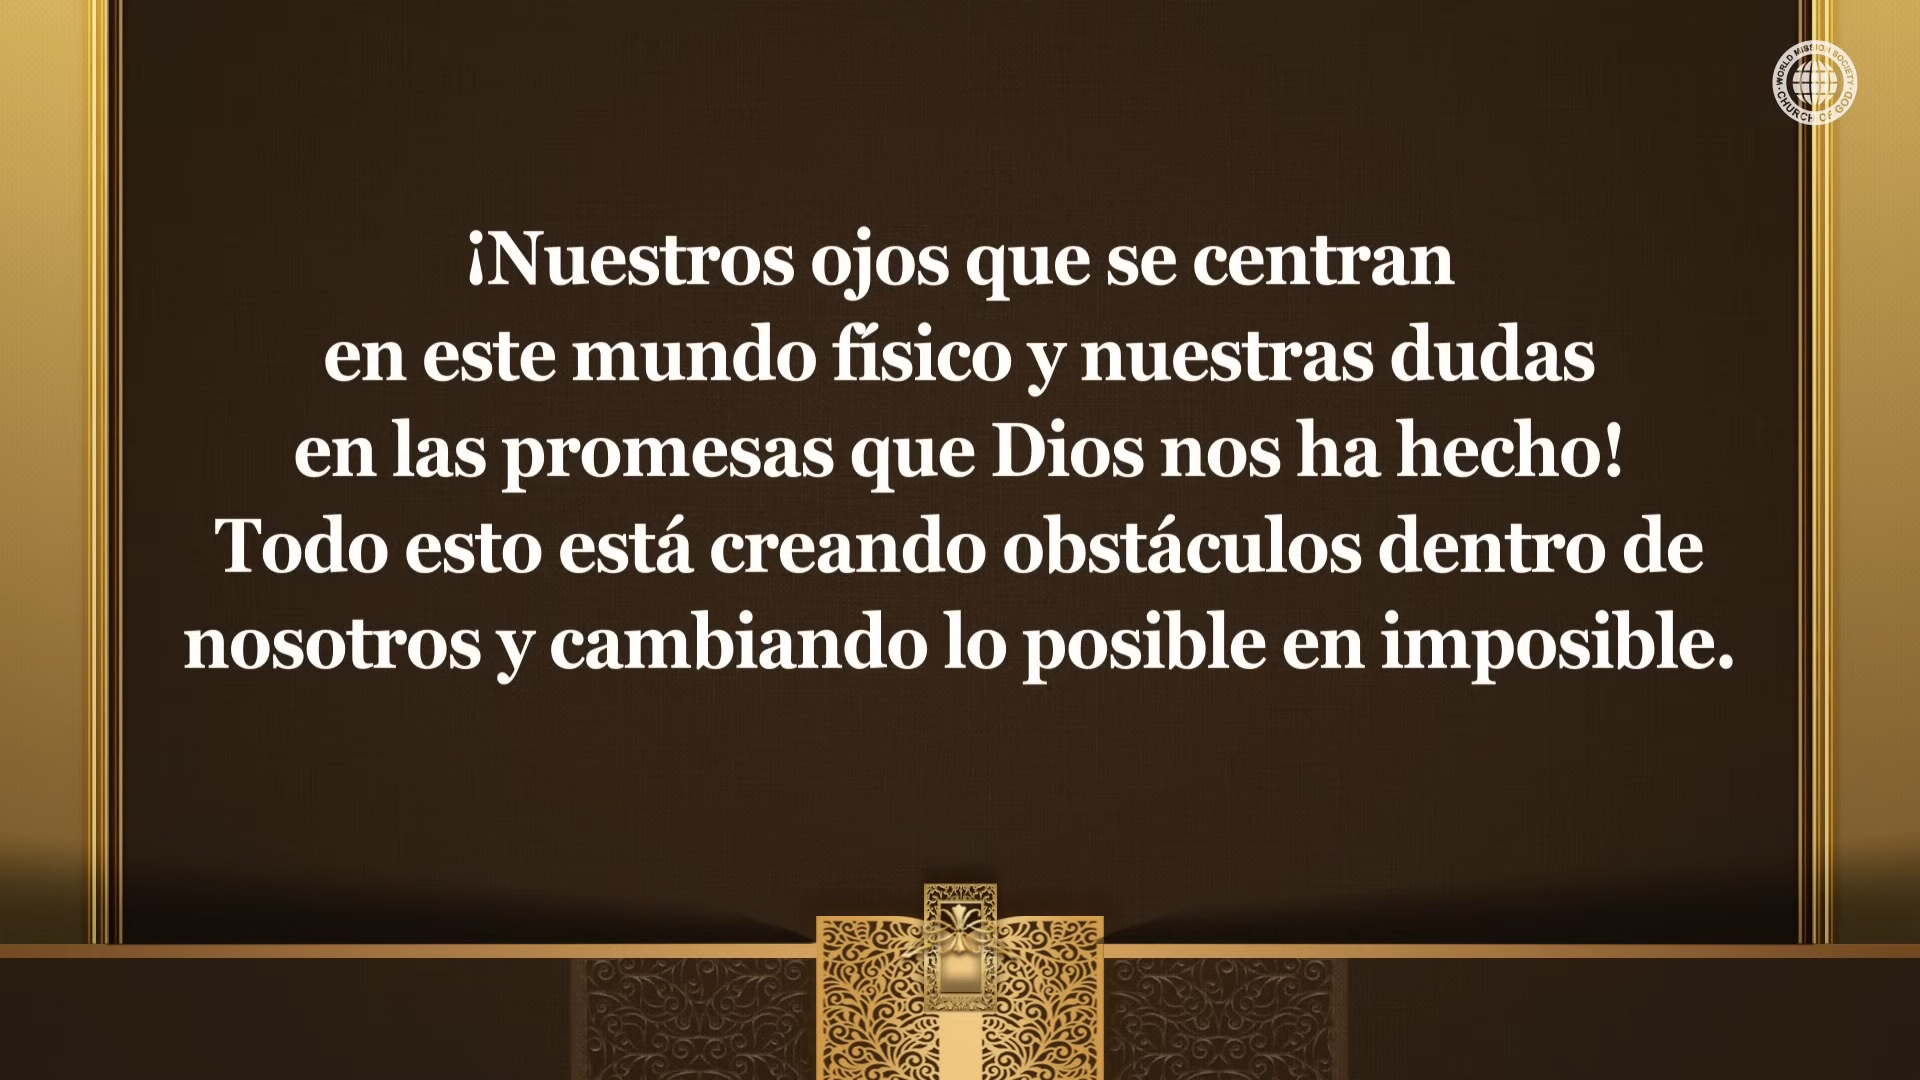 WORLD MISSION SOCIETY
CHURCH OF GOD
¡Nuestros ojos que se centran
en este mundo físico y nuestras dudas
en las promesas que Dios nos ha hecho!
Todo esto está creando obstáculos dentro de
nosotros y cambiando lo posible en imposible.